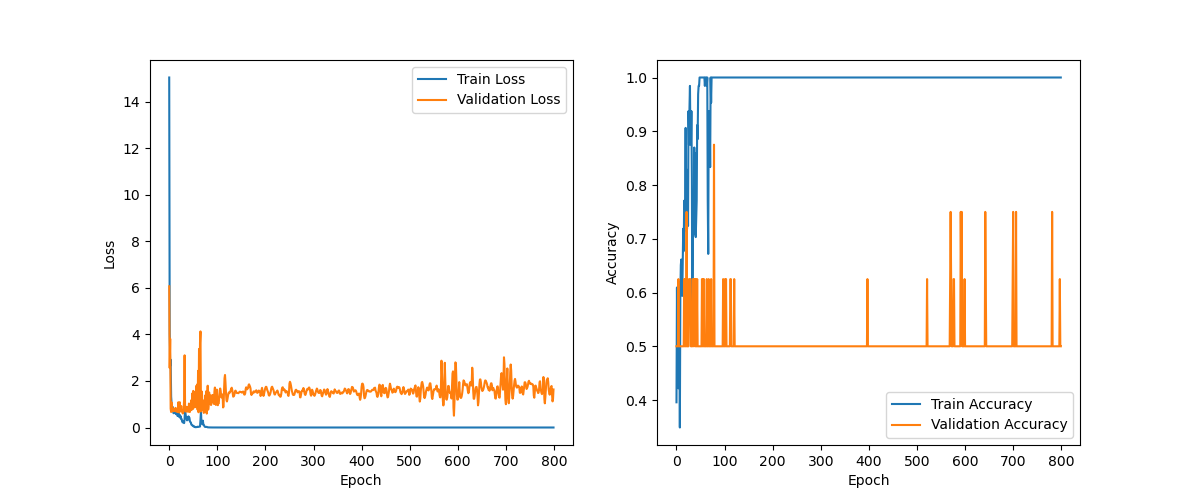 Train Loss
Validation Loss
14
12
10
8
6
4
2
0
Loss
0 100 200 300 400 500 600 700 800
Epoch
1.0
0.9
0.8
0.7
0.6
0.5
0.4
Accuracy
Train Accuracy
Validation Accuracy
0 100 200 300 400 500 600 700 800
Epoch